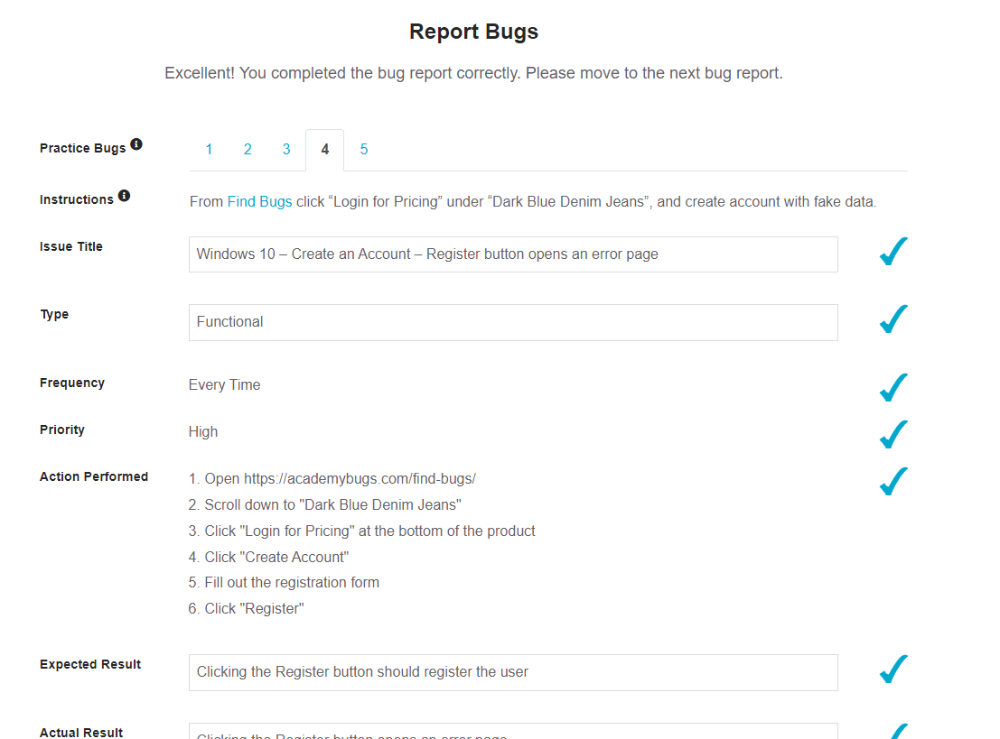 Report Bugs
Excellent! You completed the bug report correctly. Please move to the next bug report.
Practice Bugs
1 2 3 4 5
Instructions
From Find Bugs click “Login for Pricing” under “Dark Blue Denim Jeans”, and create account with fake data.
Issue Title
Windows 10 – Create an Account – Register button opens an error page
Type
Functional
Frequency
Every Time
Priority
High
Action Performed
1. Open https://academybugs.com/find-bugs/
2. Scroll down to "Dark Blue Denim Jeans"
3. Click "Login for Pricing" at the bottom of the product
4. Click "Create Account"
5. Fill out the registration form
6. Click "Register"
Expected Result
Clicking the Register button should register the user
Actual Result
Clicking the Register button opens an error page